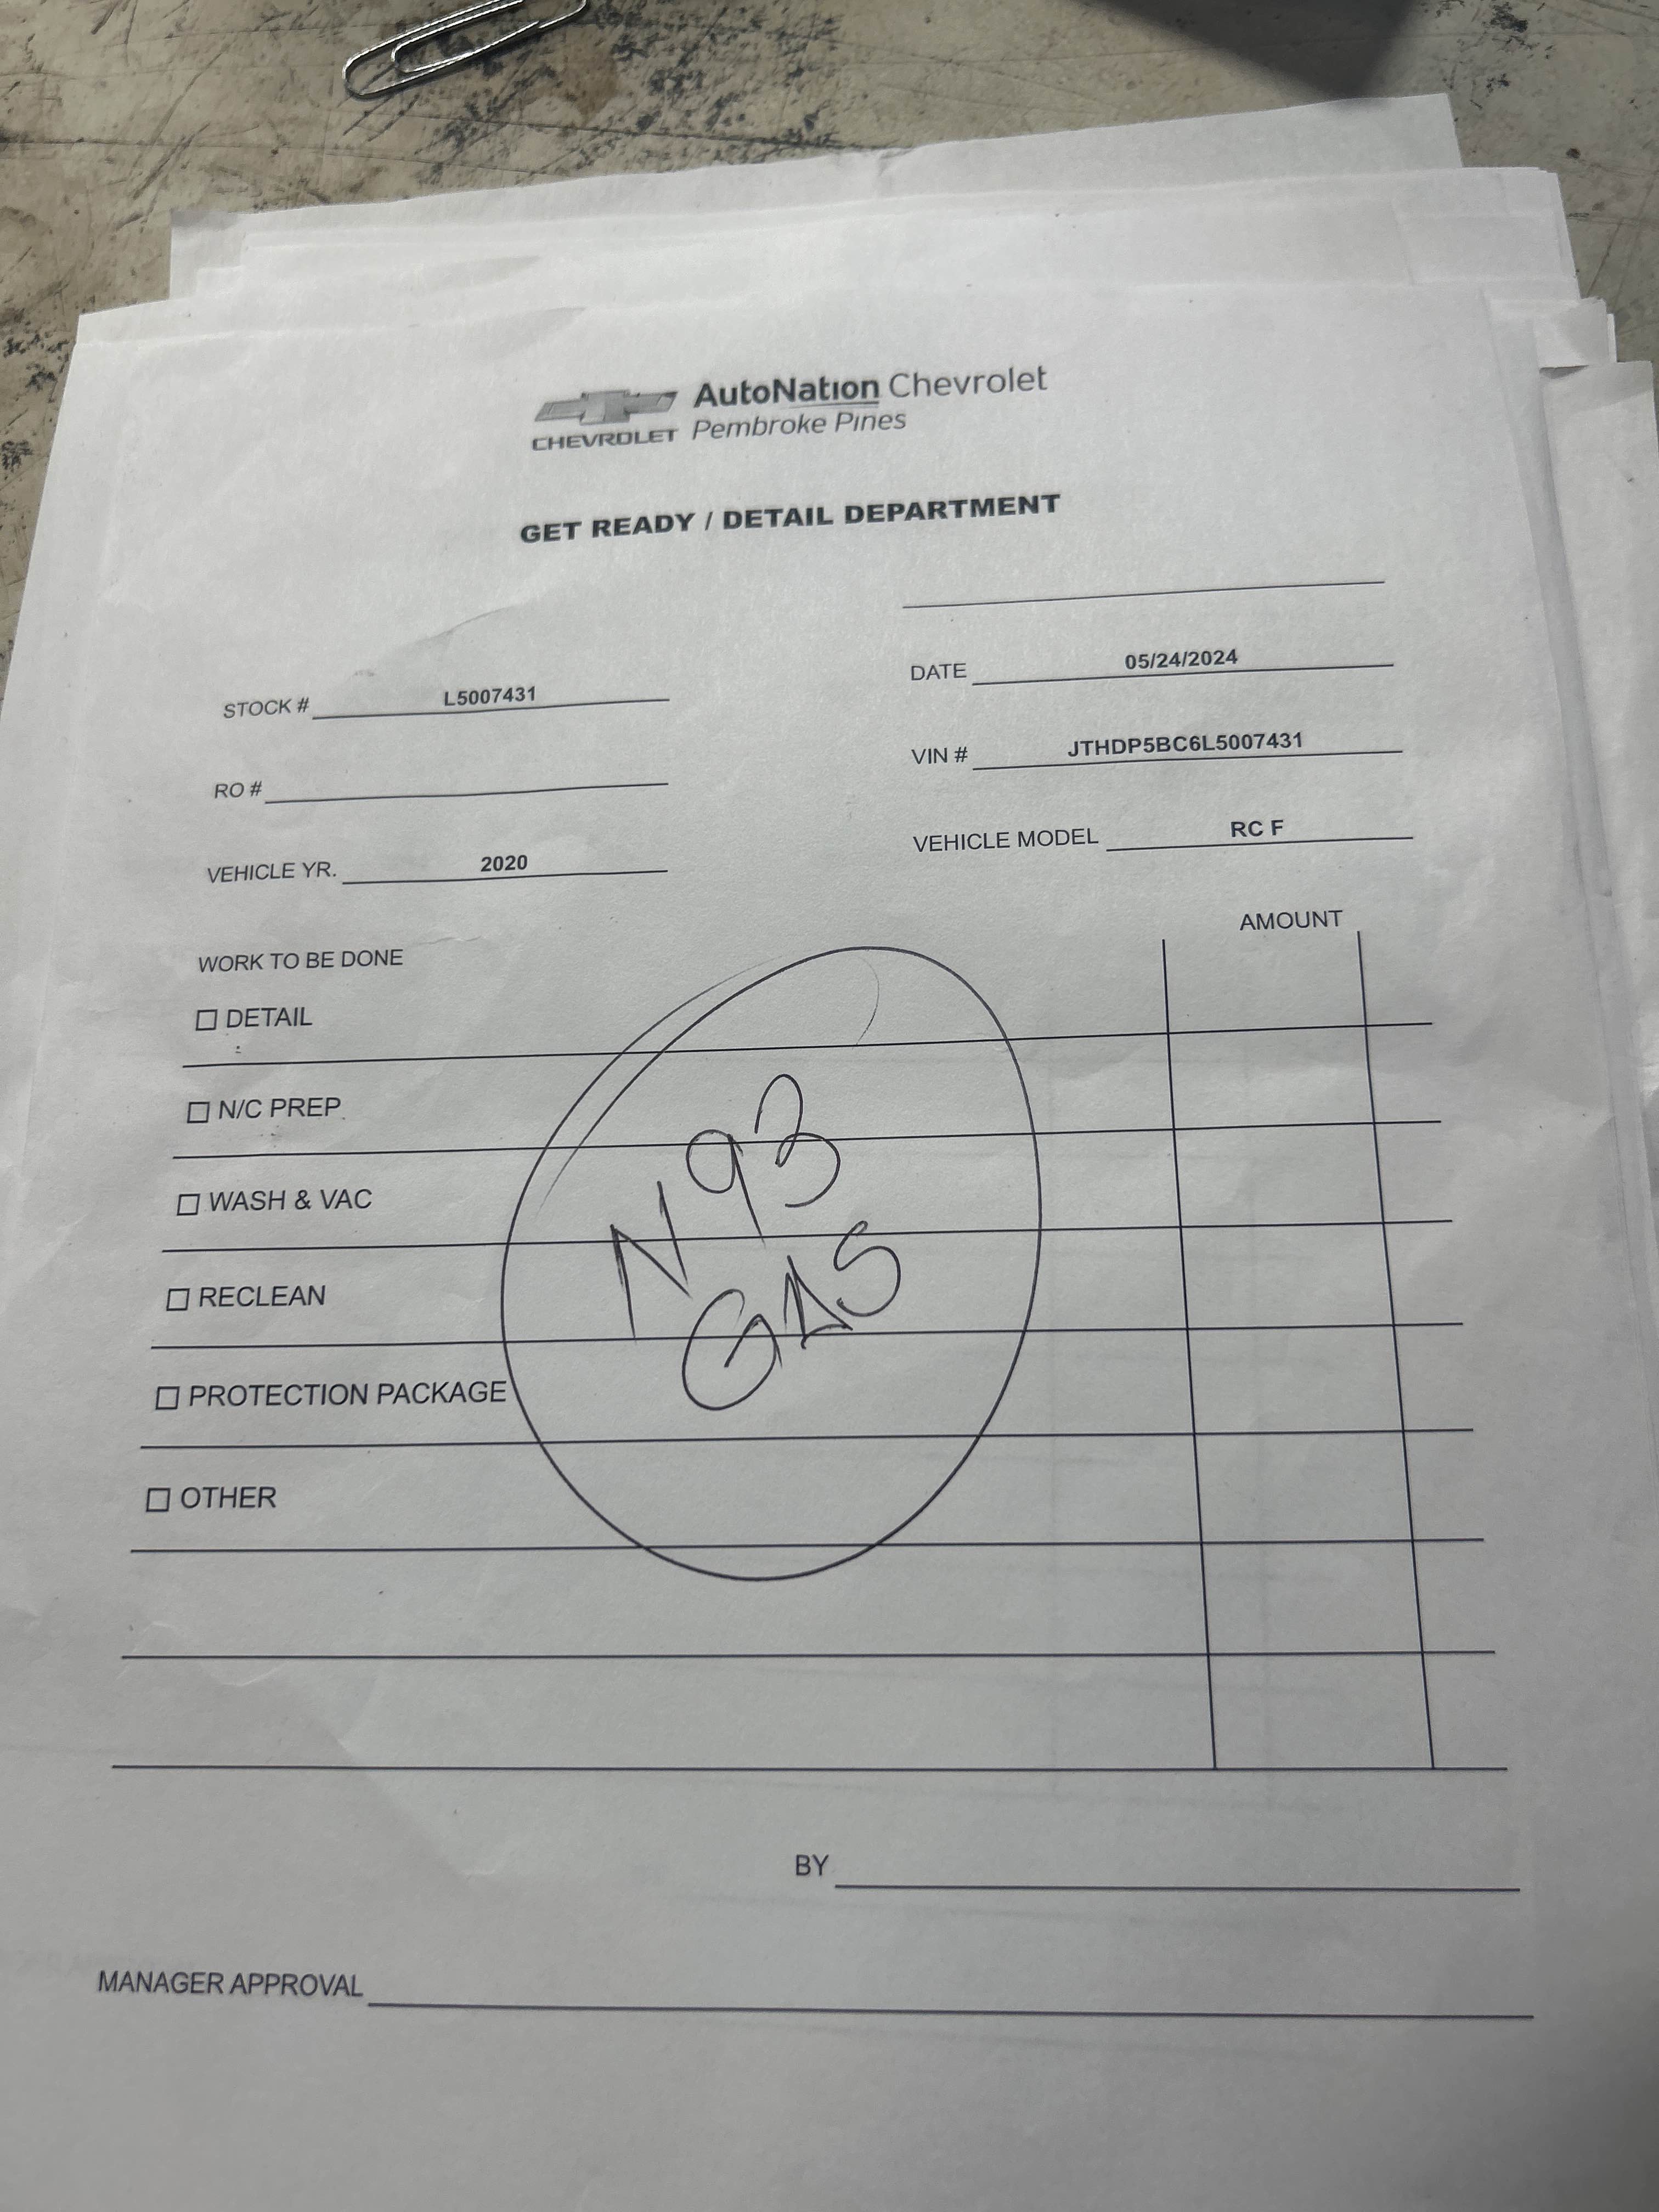 AutoNation Chevrolet
CHEVROLET Pembroke Pines
GET READY / DETAIL DEPARTMENT
DATE 05/24/2024
STOCK # L5007431
VIN # JTHDP5BC6L5007431
RO #
VEHICLE MODEL RC F
VEHICLE YR. 2020
AMOUNT
WORK TO BE DONE
DETAIL
N/C PREP
WASH & VAC
RECLEAN
PROTECTION PACKAGE
OTHER
N 93
GAS
BY
MANAGER APPROVAL